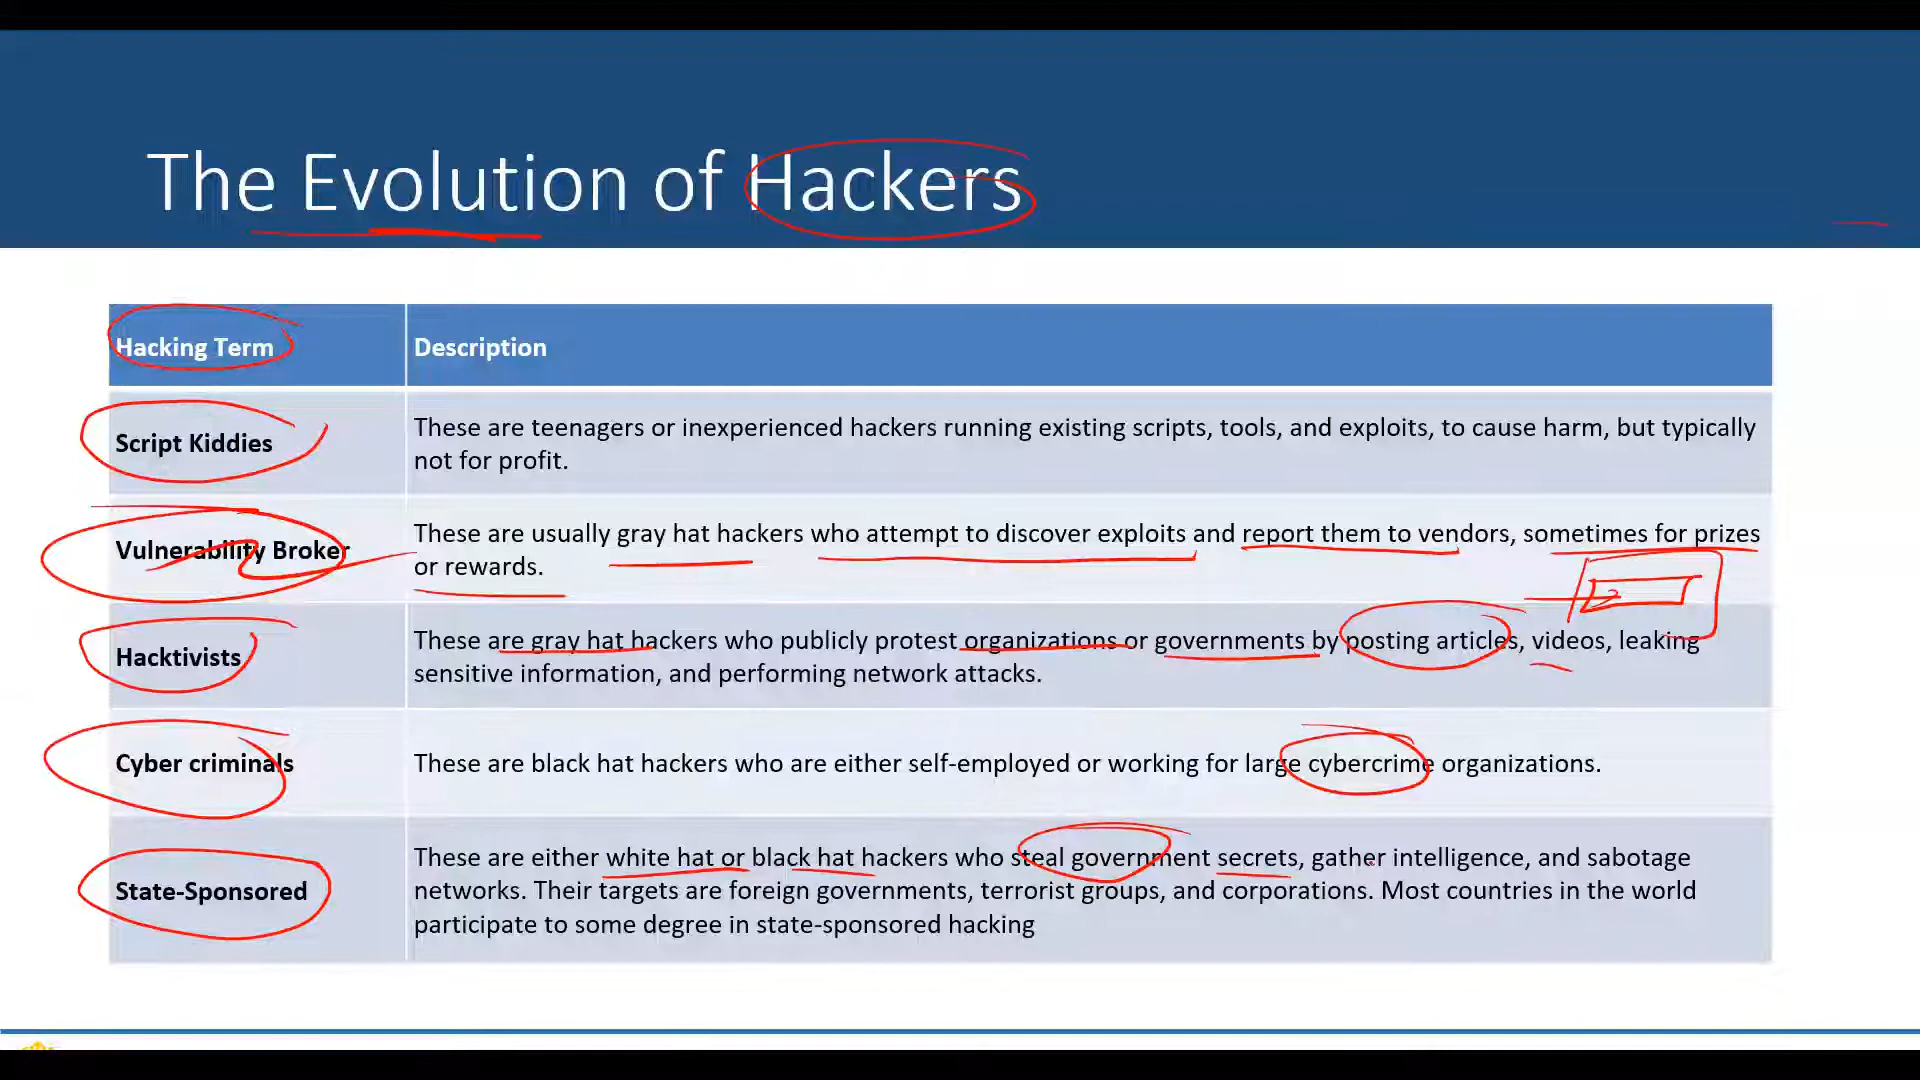 The Evolution of Hackers
Hacking Term
Description
Script Kiddies
These are teenagers or inexperienced hackers running existing scripts, tools, and exploits, to cause harm, but typically
not for profit.
Vulnerability Broker
These are usually gray hat hackers who attempt to discover exploits and report them to vendors, sometimes for prizes
or rewards.
Hacktivists
These are gray hat hackers who publicly protest organizations or governments by posting articles, videos, leaking
sensitive information, and performing network attacks.
Cyber criminals
These are black hat hackers who are either self-employed or working for large cybercrime organizations.
State-Sponsored
These are either white hat or black hat hackers who steal government secrets, gather intelligence, and sabotage
networks. Their targets are foreign governments, terrorist groups, and corporations. Most countries in the world
participate to some degree in state-sponsored hacking